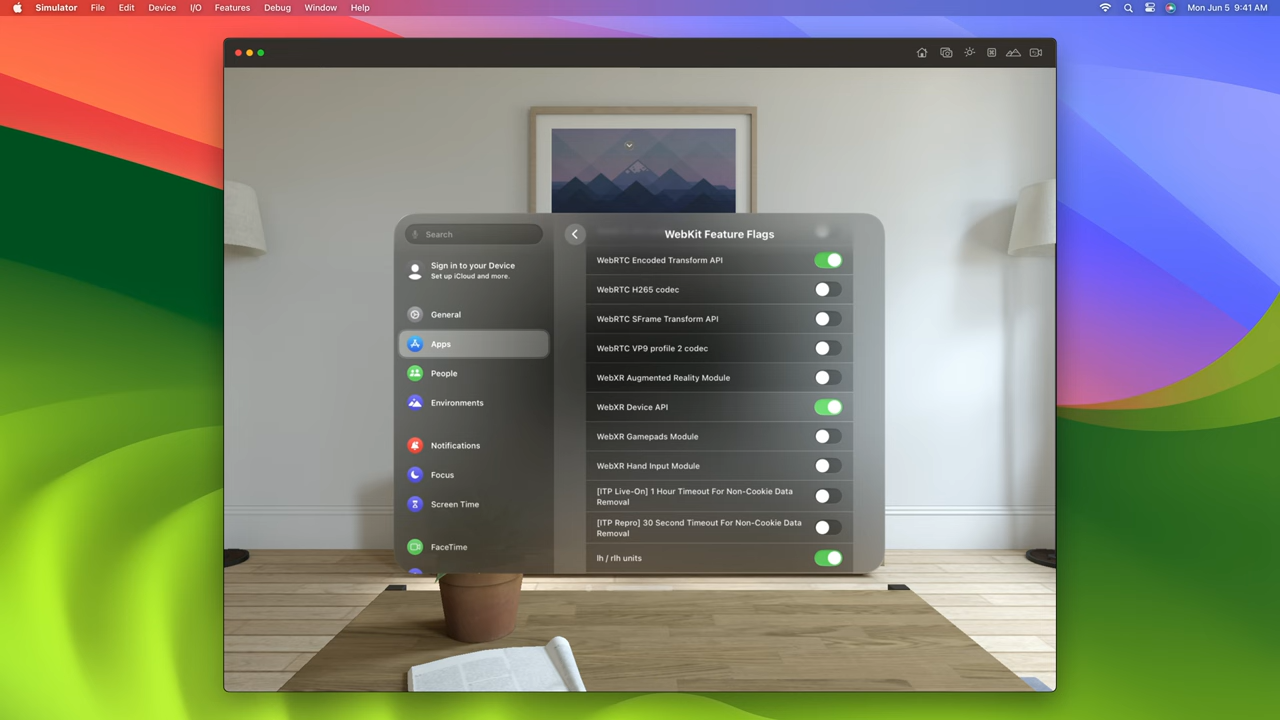 Simulator File Edit Device I/O Features Debug Window Help Mon Jun 5 9:41 AM
Search
Sign in to your Device
Set up iCloud and more.
General
Apps
People
Environments
Notifications
Focus
Screen Time
FaceTime
WebKit Feature Flags
WebRTC Encoded Transform API
WebRTC H265 codec
WebRTC SFrame Transform API
WebRTC VP9 profile 2 codec
WebXR Augmented Reality Module
WebXR Device API
WebXR Gamepads Module
WebXR Hand Input Module
[ITP Live-On] 1 Hour Timeout For Non-Cookie Data
Removal
[ITP Repro] 30 Second Timeout For Non-Cookie Data
Removal
lh / rlh units